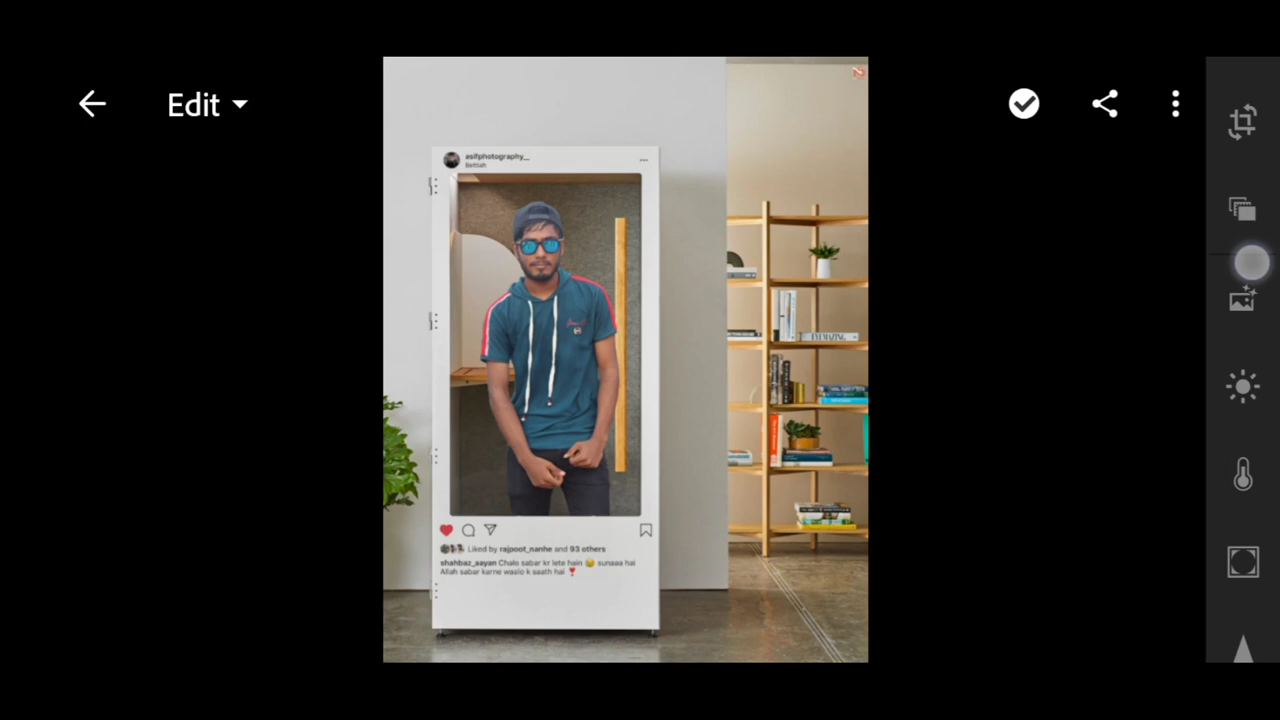 Edit
asifphotography__
Bettiah
Liked by rajpoot_nanhe and 93 others
shahbaz_aayan Chalo sabar kr lete hain 😅 sunaaa hai
Allah sabar karne waalo k saath hai ❣️